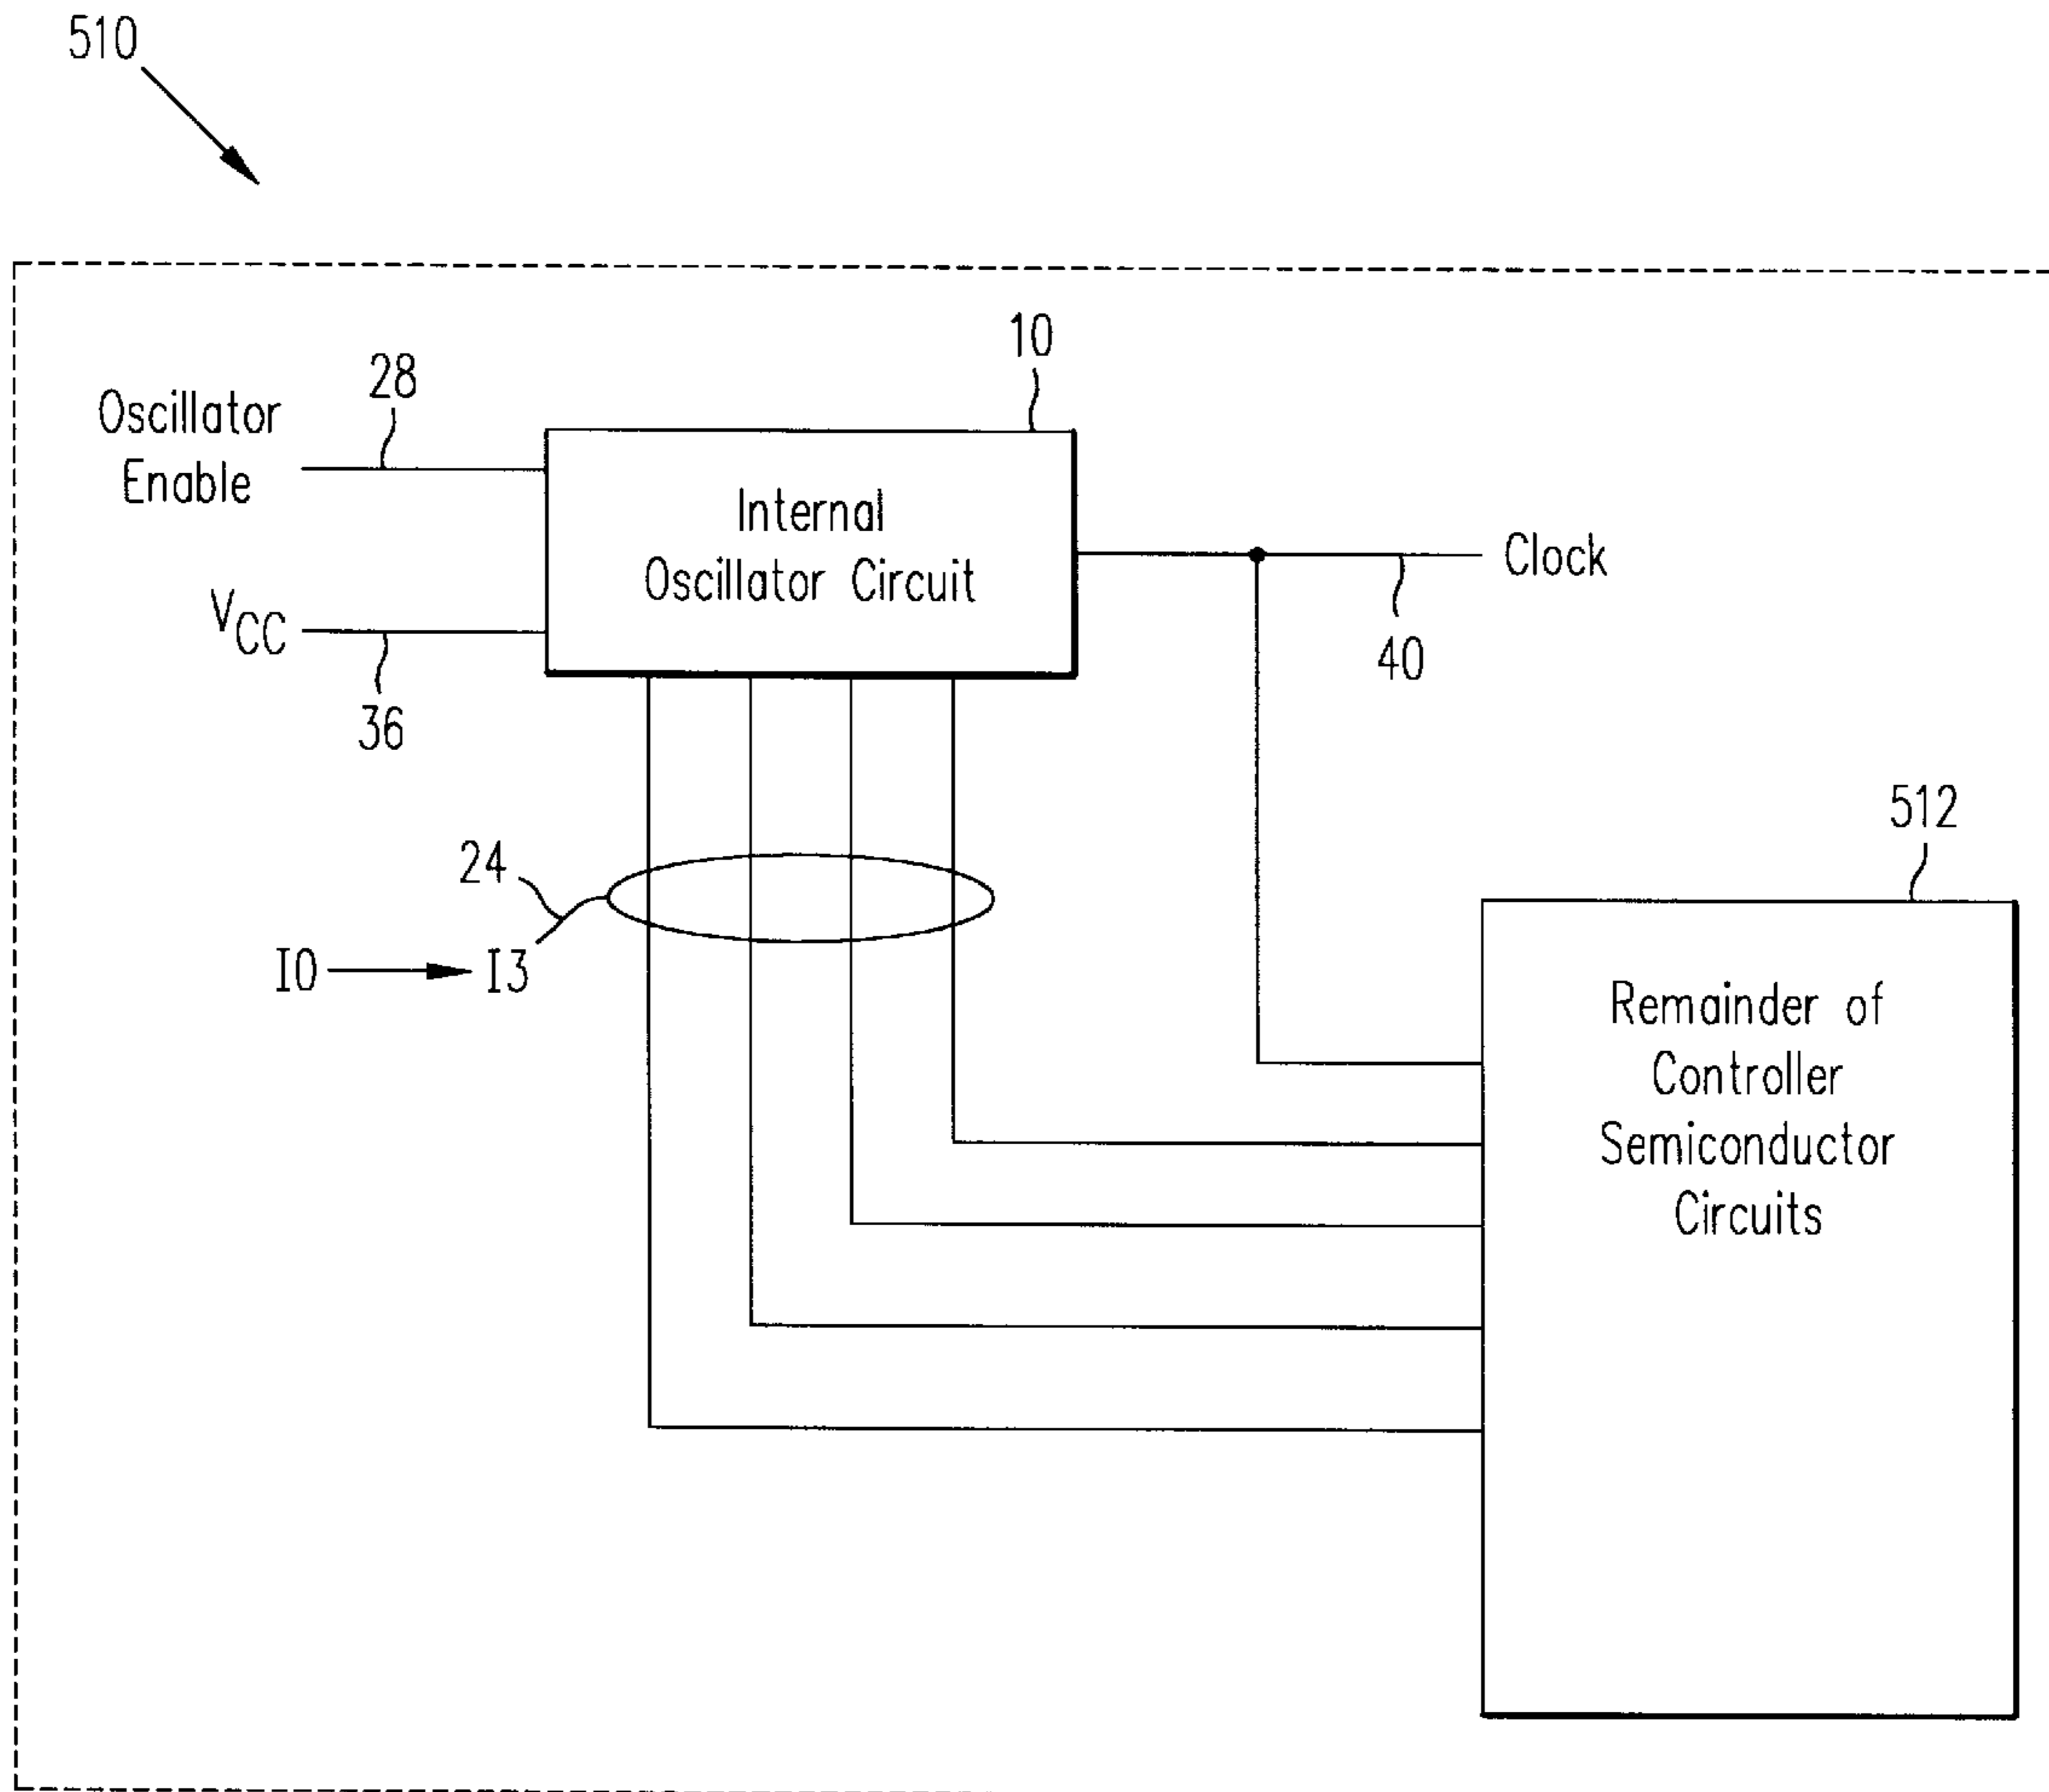 510
10
28
Oscillator
Enable
Internal
Oscillator Circuit
Clock
VCC
40
36
512
24
I0 I3
Remainder of
Controller
Semiconductor
Circuits